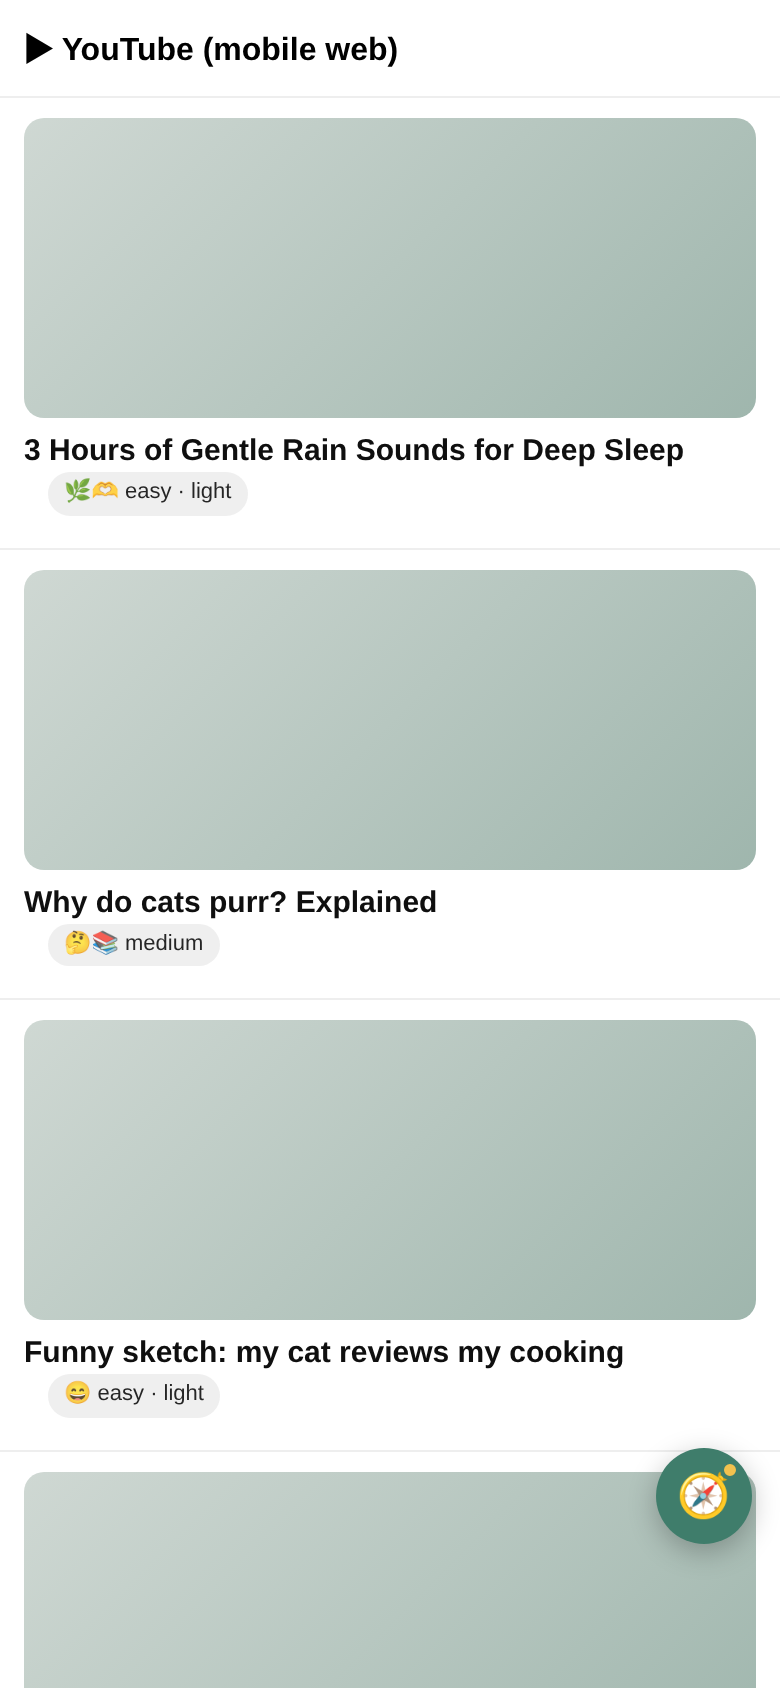 ▶ YouTube (mobile web)
3 Hours of Gentle Rain Sounds for Deep Sleep
🌿🫶 easy · light
Why do cats purr? Explained
🤔📚 medium
Funny sketch: my cat reviews my cooking
😄 easy · light
🧭